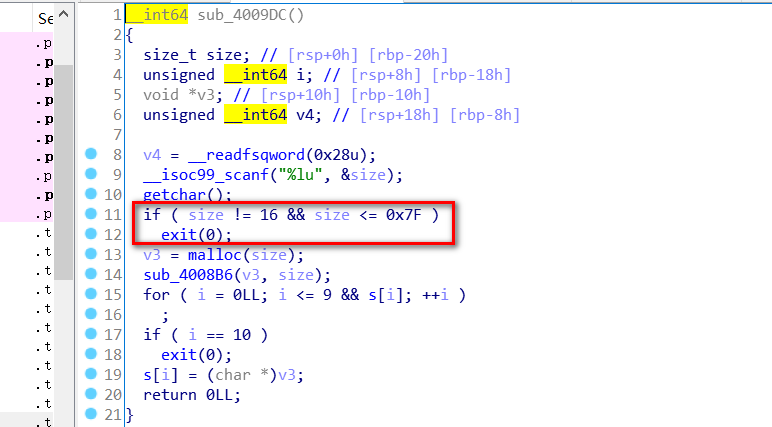 Se
.p
.p
.p
.p
.p
.p
.p
.p
.p
.t
.t
.t
.t
.t
.t
.t
.t
.t
.t
1 __int64 sub_4009DC()
2 {
3 size_t size; // [rsp+0h] [rbp-20h]
4 unsigned __int64 i; // [rsp+8h] [rbp-18h]
5 void *v3; // [rsp+10h] [rbp-10h]
6 unsigned __int64 v4; // [rsp+18h] [rbp-8h]
7
8 v4 = __readfsqword(0x28u);
9 __isoc99_scanf("%lu", &size);
10 getchar();
11 if ( size != 16 && size <= 0x7F )
12 exit(0);
13 v3 = malloc(size);
14 sub_4008B6(v3, size);
15 for ( i = 0LL; i <= 9 && s[i]; ++i )
16 ;
17 if ( i == 10 )
18 exit(0);
19 s[i] = (char *)v3;
20 return 0LL;
21 }